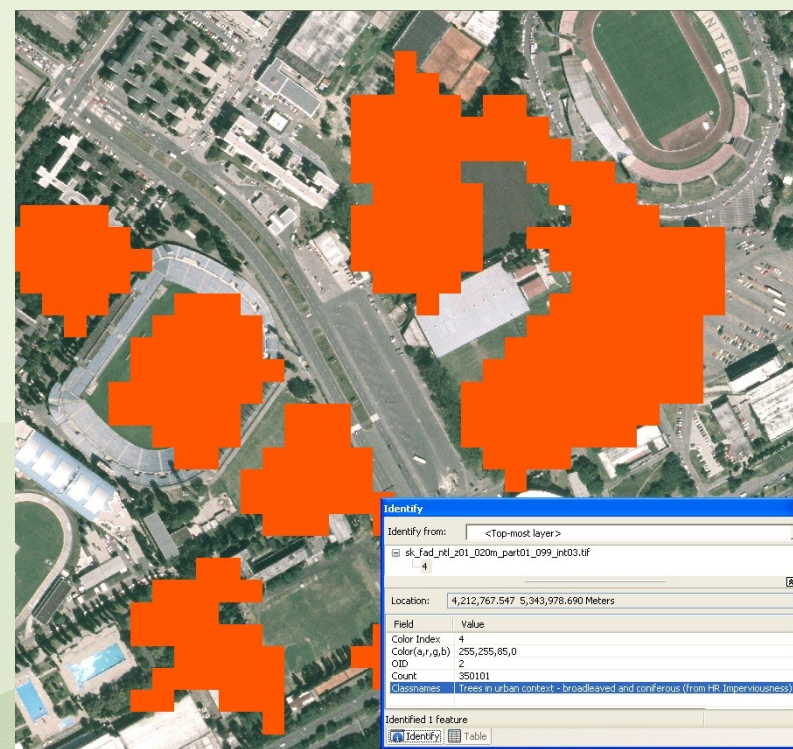 INTER
Identify
Identify from: <Top-most layer>
sk_fad_ntl_z01_020m_part01_099_int03.tif
4
Location: 4,212,767.547 5,343,978.690 Meters
Field Value
Color Index 4
Color(a,r,g,b) 255,255,85,0
OID 2
Count 350101
Classnames Trees in urban context - broadleaved and coniferous (from HR Imperviousness)
Identified 1 feature
Identify Table